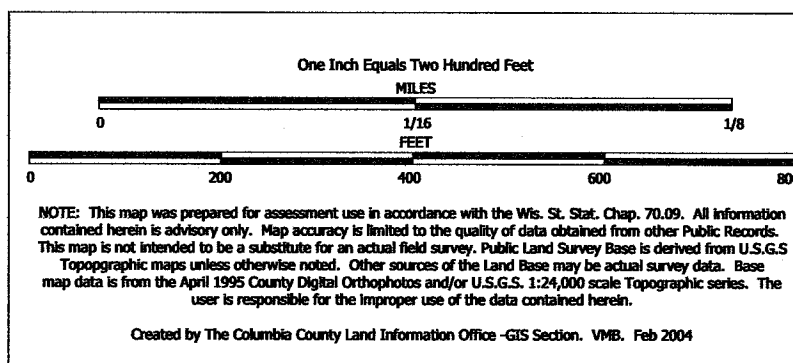 One Inch Equals Two Hundred Feet
MILES
0 1/16 1/8
FEET
0 200 400 600 80
NOTE: This map was prepared for assessment use in accordance with the Wis. St. Stat. Chap. 70.09. All information
contained herein is advisory only. Map accuracy is limited to the quality of data obtained from other Public Records.
This map is not intended to be a substitute for an actual field survey. Public Land Survey Base is derived from U.S.G.S
Topopgraphic maps unless otherwise noted. Other sources of the Land Base may be actual survey data. Base
map data is from the April 1995 County Digital Orthophotos and/or U.S.G.S. 1:24,000 scale Topographic series. The
user is responsible for the improper use of the data contained herein.
Created by The Columbia County Land Information Office -GIS Section. VMB. Feb 2004